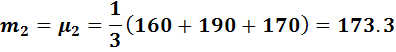 m₂ = μ₂ = 1/3 (160 + 190 + 170) = 173.3